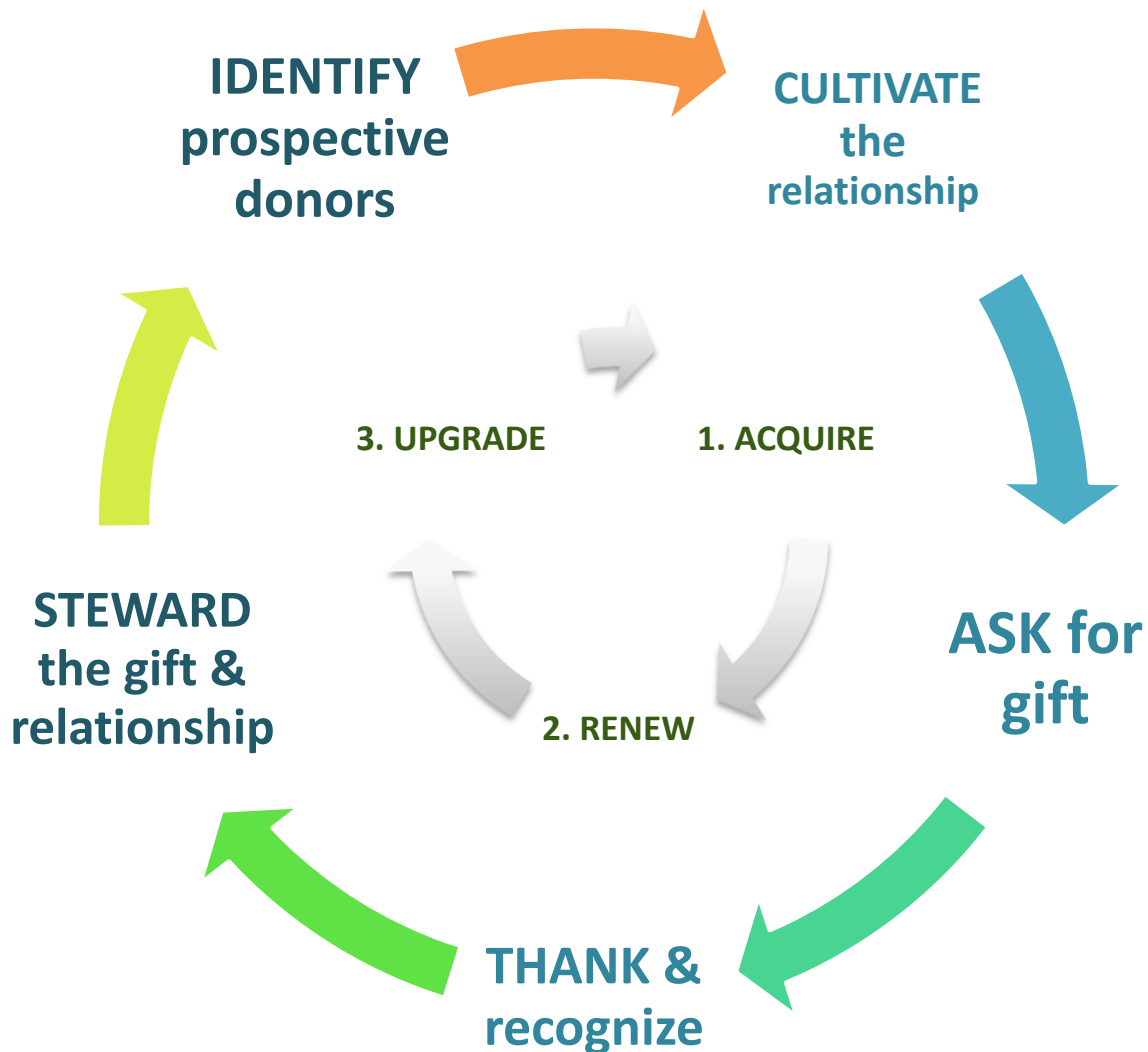 IDENTIFY
prospective
donors
CULTIVATE
the
relationship
3. UPGRADE
1. ACQUIRE
2. RENEW
STEWARD
the gift &
relationship
ASK for
gift
THANK &
recognize